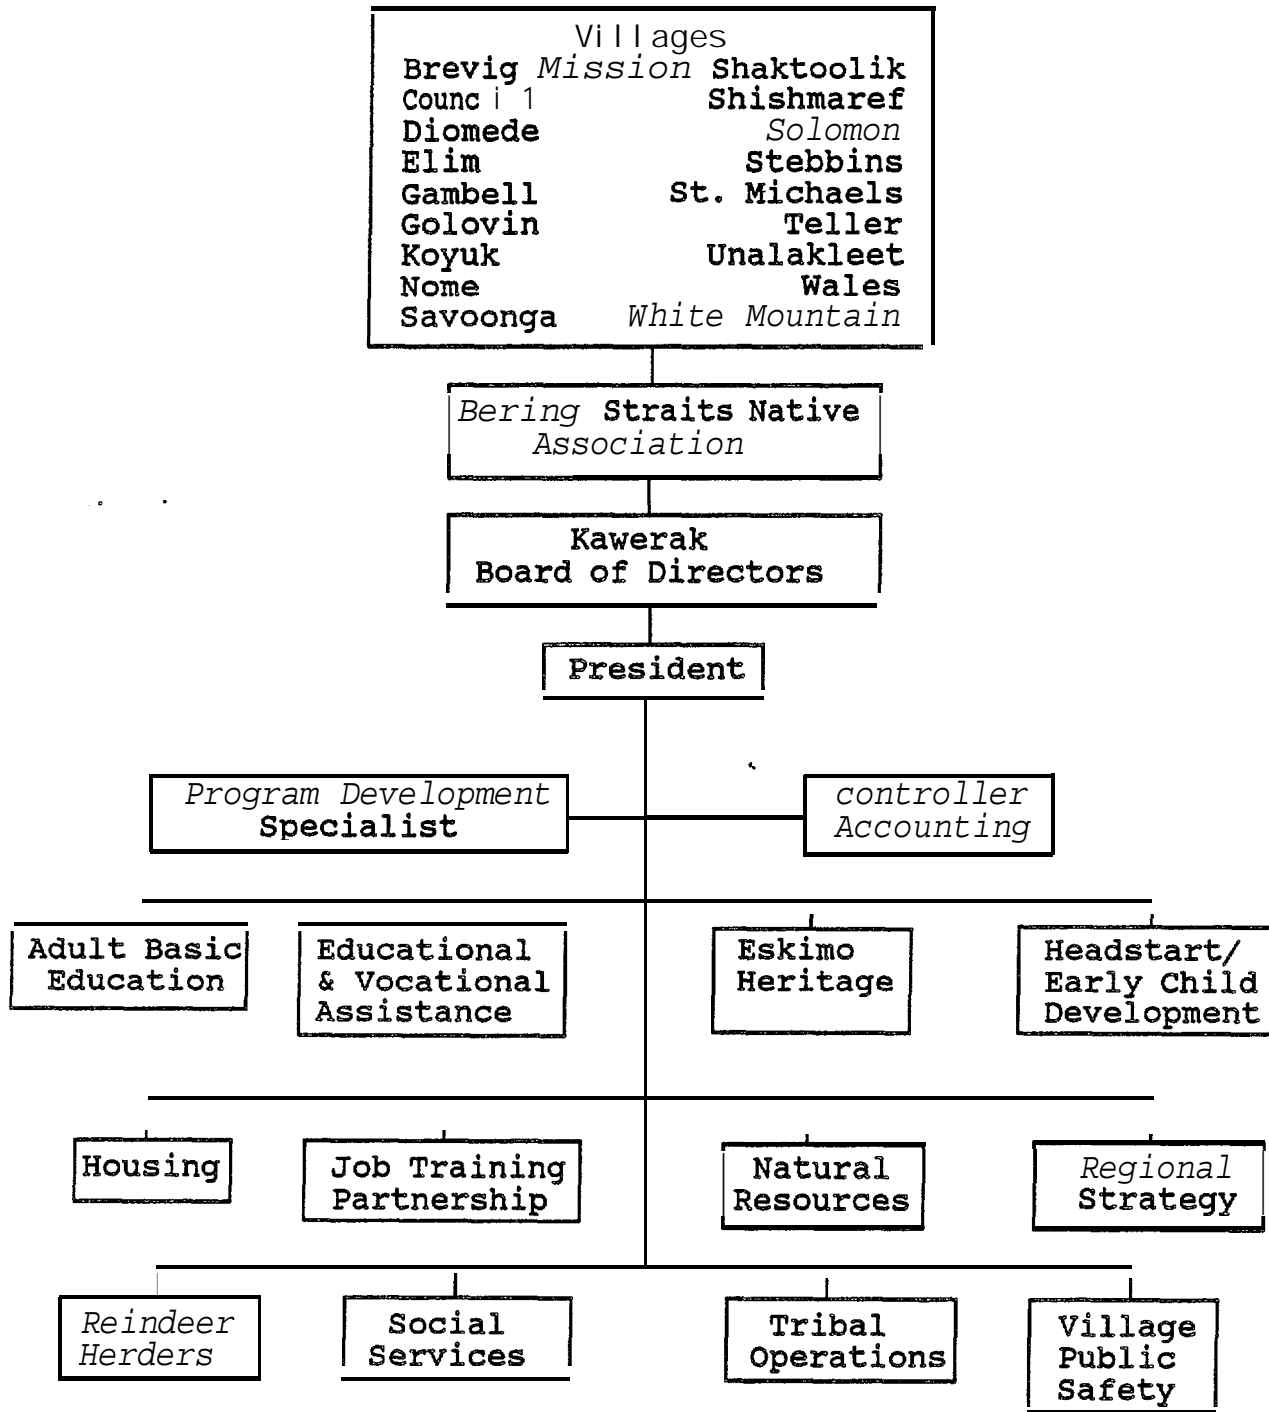 Villages
Brevig Mission Shaktoolik
Council Shishmaref
Diomede Solomon
Elim Stebbins
Gambell St. Michaels
Golovin Teller
Koyuk Unalakleet
Nome Wales
Savoonga White Mountain
Bering Straits Native
Association
Kawerak
Board of Directors
President
Program Development
Specialist
controller
Accounting
Adult Basic
Education
Educational
& Vocational
Assistance
Eskimo
Heritage
Headstart/
Early Child
Development
Housing
Job Training
Partnership
Natural
Resources
Regional
Strategy
Reindeer
Herders
Social
Services
Tribal
Operations
Village
Public
Safety